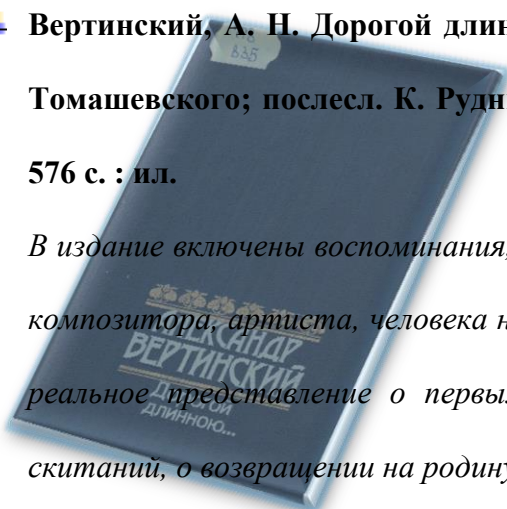 Вертинский, А. Н. Дорогой длин
Томашевского; послесл. К. Рудн
576 с. : ил.
В издание включены воспоминания,
композитора, артиста, человека н
реальное представление о первых
скитаний, о возвращении на родину
АЛЕКСАНДР
ВЕРТИНСКИЙ
ДОРОГОЙ
ДЛИННОЮ...